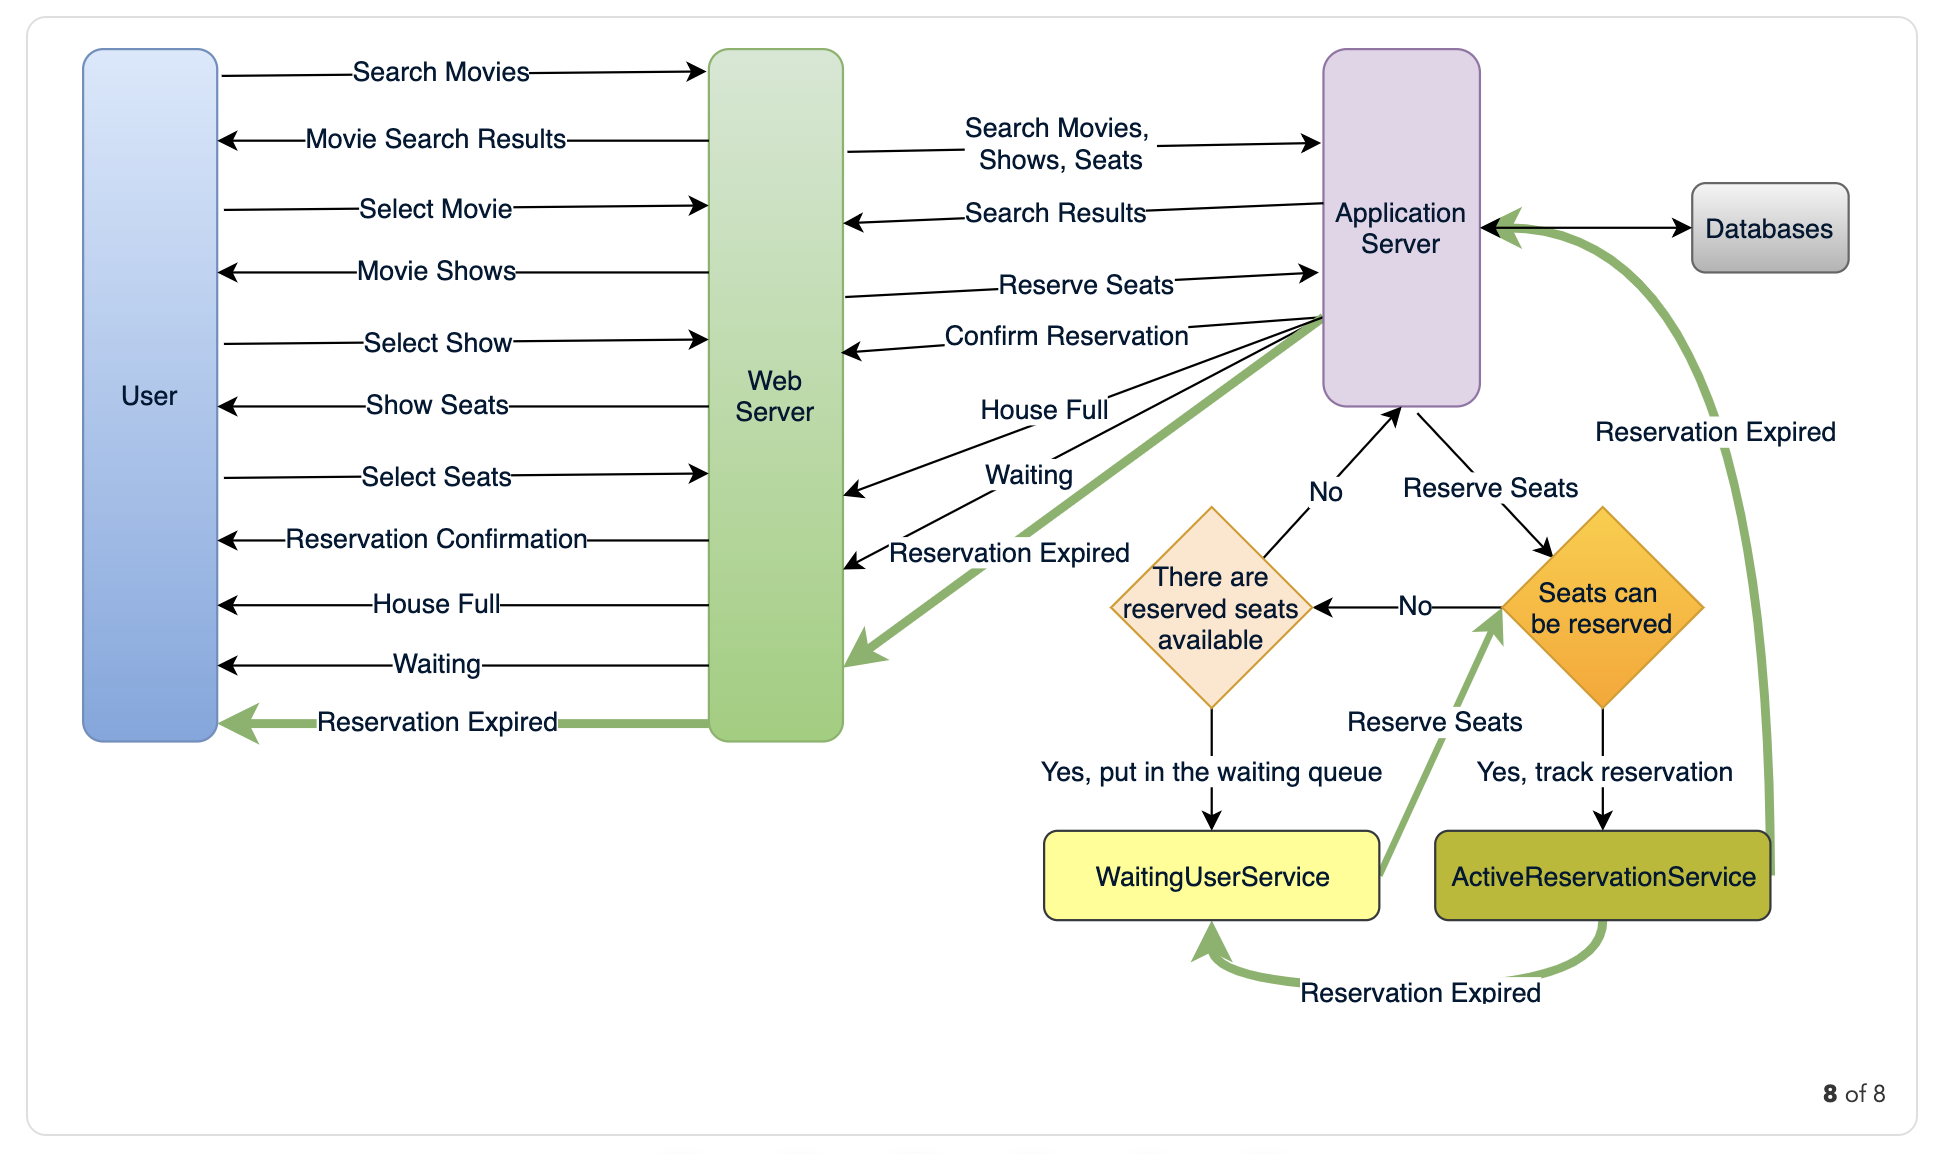 User
Search Movies
Movie Search Results
Select Movie
Movie Shows
Select Show
Show Seats
Select Seats
Reservation Confirmation
House Full
Waiting
Reservation Expired
Web
Server
Search Movies,
Shows, Seats
Search Results
Reserve Seats
Confirm Reservation
House Full
Waiting
Reservation Expired
Application
Server
Databases
Reservation Expired
No
Reserve Seats
There are
reserved seats
available
No
Seats can
be reserved
Reserve Seats
Yes, put in the waiting queue
Yes, track reservation
WaitingUserService
ActiveReservationService
Reservation Expired
8 of 8